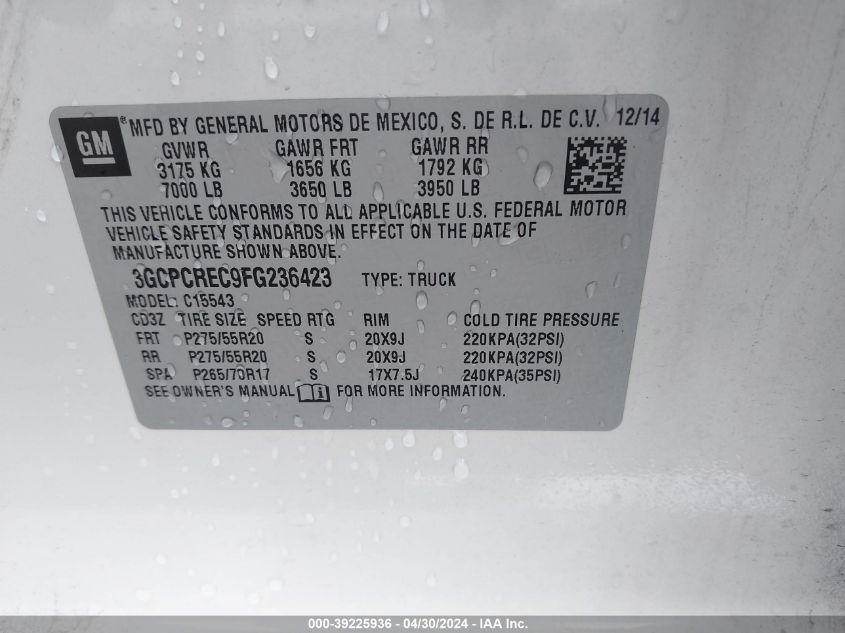 GM
® MFD BY GENERAL MOTORS DE MEXICO, S. DE R.L. DE C.V. 12/14
GVWR GAWR FRT GAWR RR
3175 KG 1656 KG 1792 KG
7000 LB 3650 LB 3950 LB
THIS VEHICLE CONFORMS TO ALL APPLICABLE U.S. FEDERAL MOTOR
VEHICLE SAFETY STANDARDS IN EFFECT ON THE DATE OF
MANUFACTURE SHOWN ABOVE.
3GCPCREC9FG236423 TYPE: TRUCK
MODEL: C15543
CD3Z TIRE SIZE SPEED RTG RIM COLD TIRE PRESSURE
FRT P275/55R20 S 20X9J 220KPA(32PSI)
RR P275/55R20 S 20X9J 220KPA(32PSI)
SPA P265/70R17 S 17X7.5J 240KPA(35PSI)
SEE OWNER'S MANUAL FOR MORE INFORMATION.
000-39225936 - 04/30/2024 - IAA Inc.